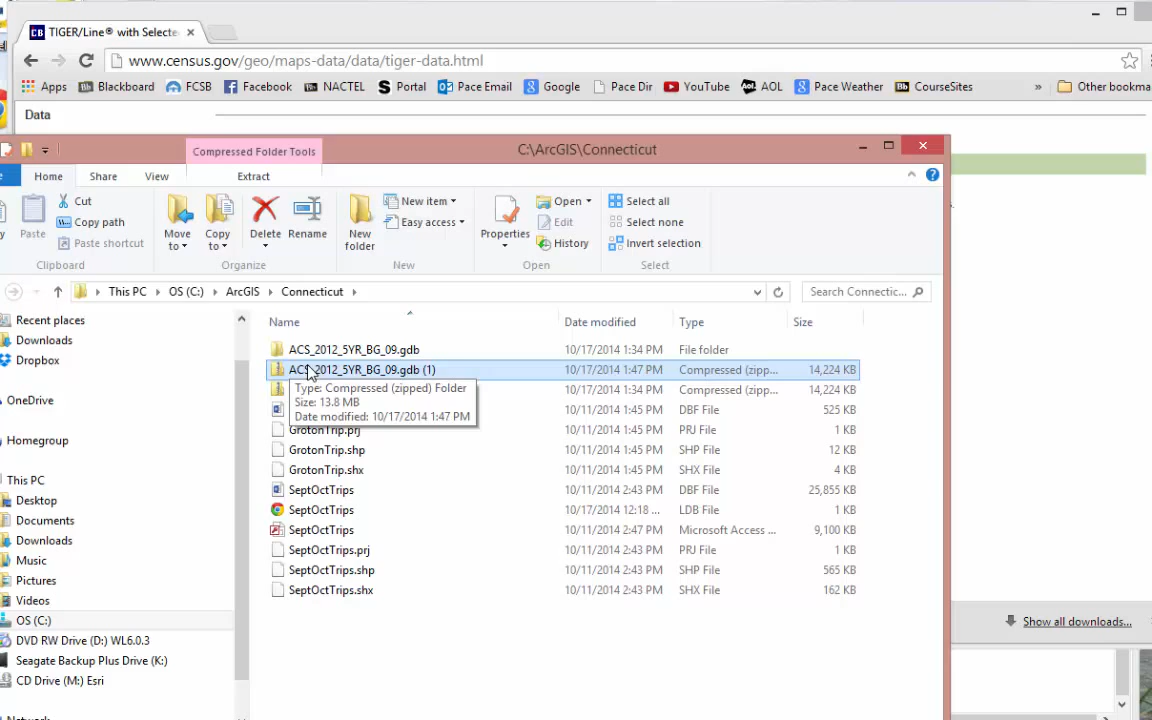 TIGER/Line® with Selecte
www.census.gov/geo/maps-data/data/tiger-data.html
Apps Blackboard FCSB Facebook NACTEL Portal Pace Email Google Pace Dir YouTube AOL Pace Weather CourseSites » Other bookma
Data
Compressed Folder Tools C:\ArcGIS\Connecticut
Home Share View Extract
Paste Cut Copy path Paste shortcut
Move to Copy to Delete Rename
New folder New item Easy access
Properties Open Edit History
Select all Select none Invert selection
Clipboard Organize New Open Select
This PC OS (C:) ArcGIS Connecticut Search Connectic...
Name Date modified Type Size
ACS_2012_5YR_BG_09.gdb 10/17/2014 1:34 PM File folder
ACS_2012_5YR_BG_09.gdb (1) 10/17/2014 1:47 PM Compressed (zipp... 14,224 KB
10/17/2014 1:34 PM Compressed (zipp... 14,224 KB
Type: Compressed (zipped) Folder
Size: 13.8 MB
Date modified: 10/17/2014 1:47 PM
10/11/2014 1:45 PM DBF File 525 KB
GrotonTrip.prj 10/11/2014 1:45 PM PRJ File 1 KB
GrotonTrip.shp 10/11/2014 1:45 PM SHP File 12 KB
GrotonTrip.shx 10/11/2014 1:45 PM SHX File 4 KB
SeptOctTrips 10/11/2014 2:43 PM DBF File 25,855 KB
SeptOctTrips 10/17/2014 12:18 ... LDB File 1 KB
SeptOctTrips 10/11/2014 2:47 PM Microsoft Access ... 9,100 KB
SeptOctTrips.prj 10/11/2014 2:43 PM PRJ File 1 KB
SeptOctTrips.shp 10/11/2014 2:43 PM SHP File 565 KB
SeptOctTrips.shx 10/11/2014 2:43 PM SHX File 162 KB
Recent places
Downloads
Dropbox
OneDrive
Homegroup
This PC
Desktop
Documents
Downloads
Music
Pictures
Videos
OS (C:)
DVD RW Drive (D:) WL6.0.3
Seagate Backup Plus Drive (K:)
CD Drive (M:) Esri
Show all downloads...